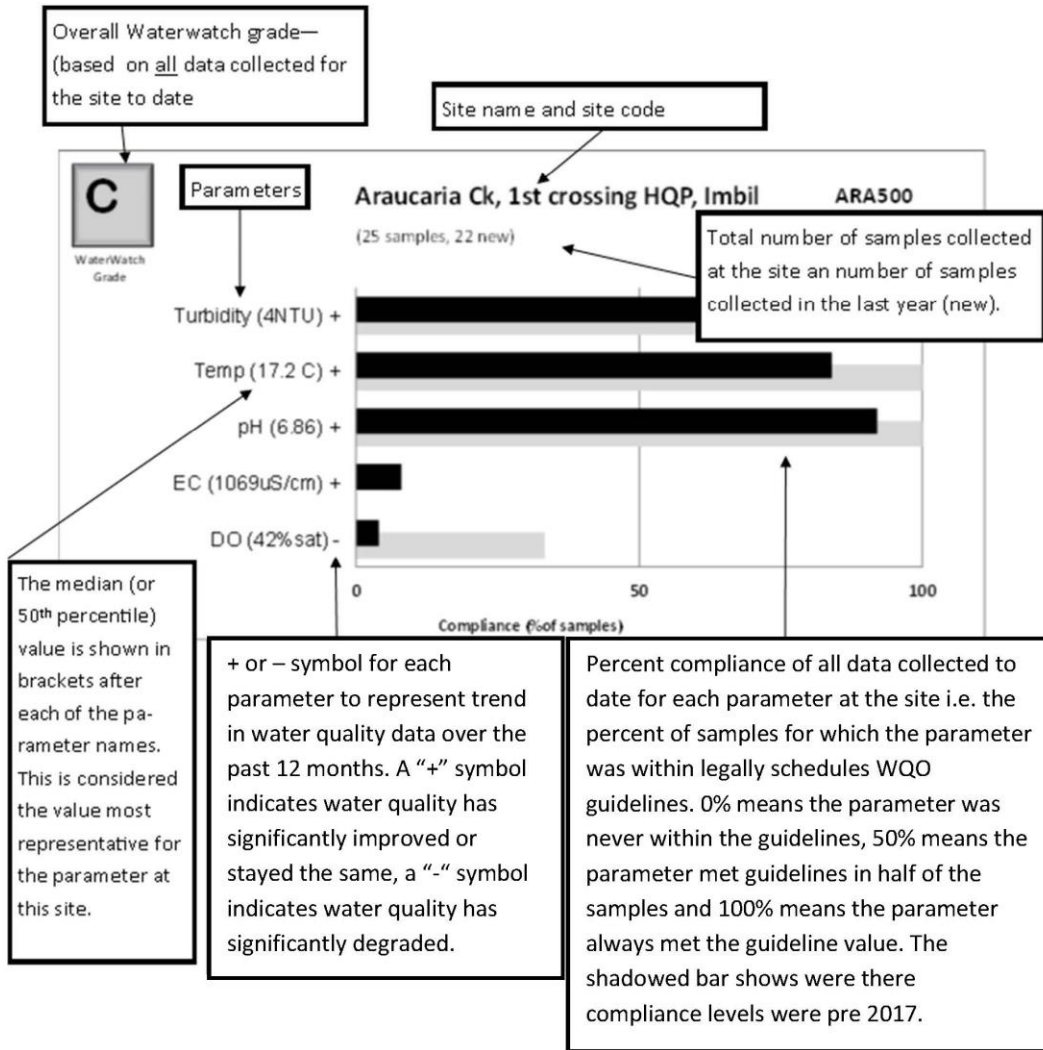 Overall Waterwatch grade—
(based on all data collected for
the site to date
Site name and site code
C
WaterWatch
Grade
Parameters
Araucaria Ck, 1st crossing HQP, Imbil
ARA500
(25 samples, 22 new)
Total number of samples collected
at the site an number of samples
collected in the last year (new).
Turbidity (4NTU) +
Temp (17.2 C) +
pH (6.86) +
EC (1069uS/cm) +
DO (42%sat) -
0
50
100
Compliance (%of samples)
The median (or
50th percentile)
value is shown in
brackets after
each of the pa-
rameter names.
This is considered
the value most
representative for
the parameter at
this site.
+ or – symbol for each
parameter to represent trend
in water quality data over the
past 12 months. A “+” symbol
indicates water quality has
significantly improved or
stayed the same, a “-“ symbol
indicates water quality has
significantly degraded.
Percent compliance of all data collected to
date for each parameter at the site i.e. the
percent of samples for which the parameter
was within legally schedules WQO
guidelines. 0% means the parameter was
never within the guidelines, 50% means the
parameter met guidelines in half of the
samples and 100% means the parameter
always met the guideline value. The
shadowed bar shows were there
compliance levels were pre 2017.